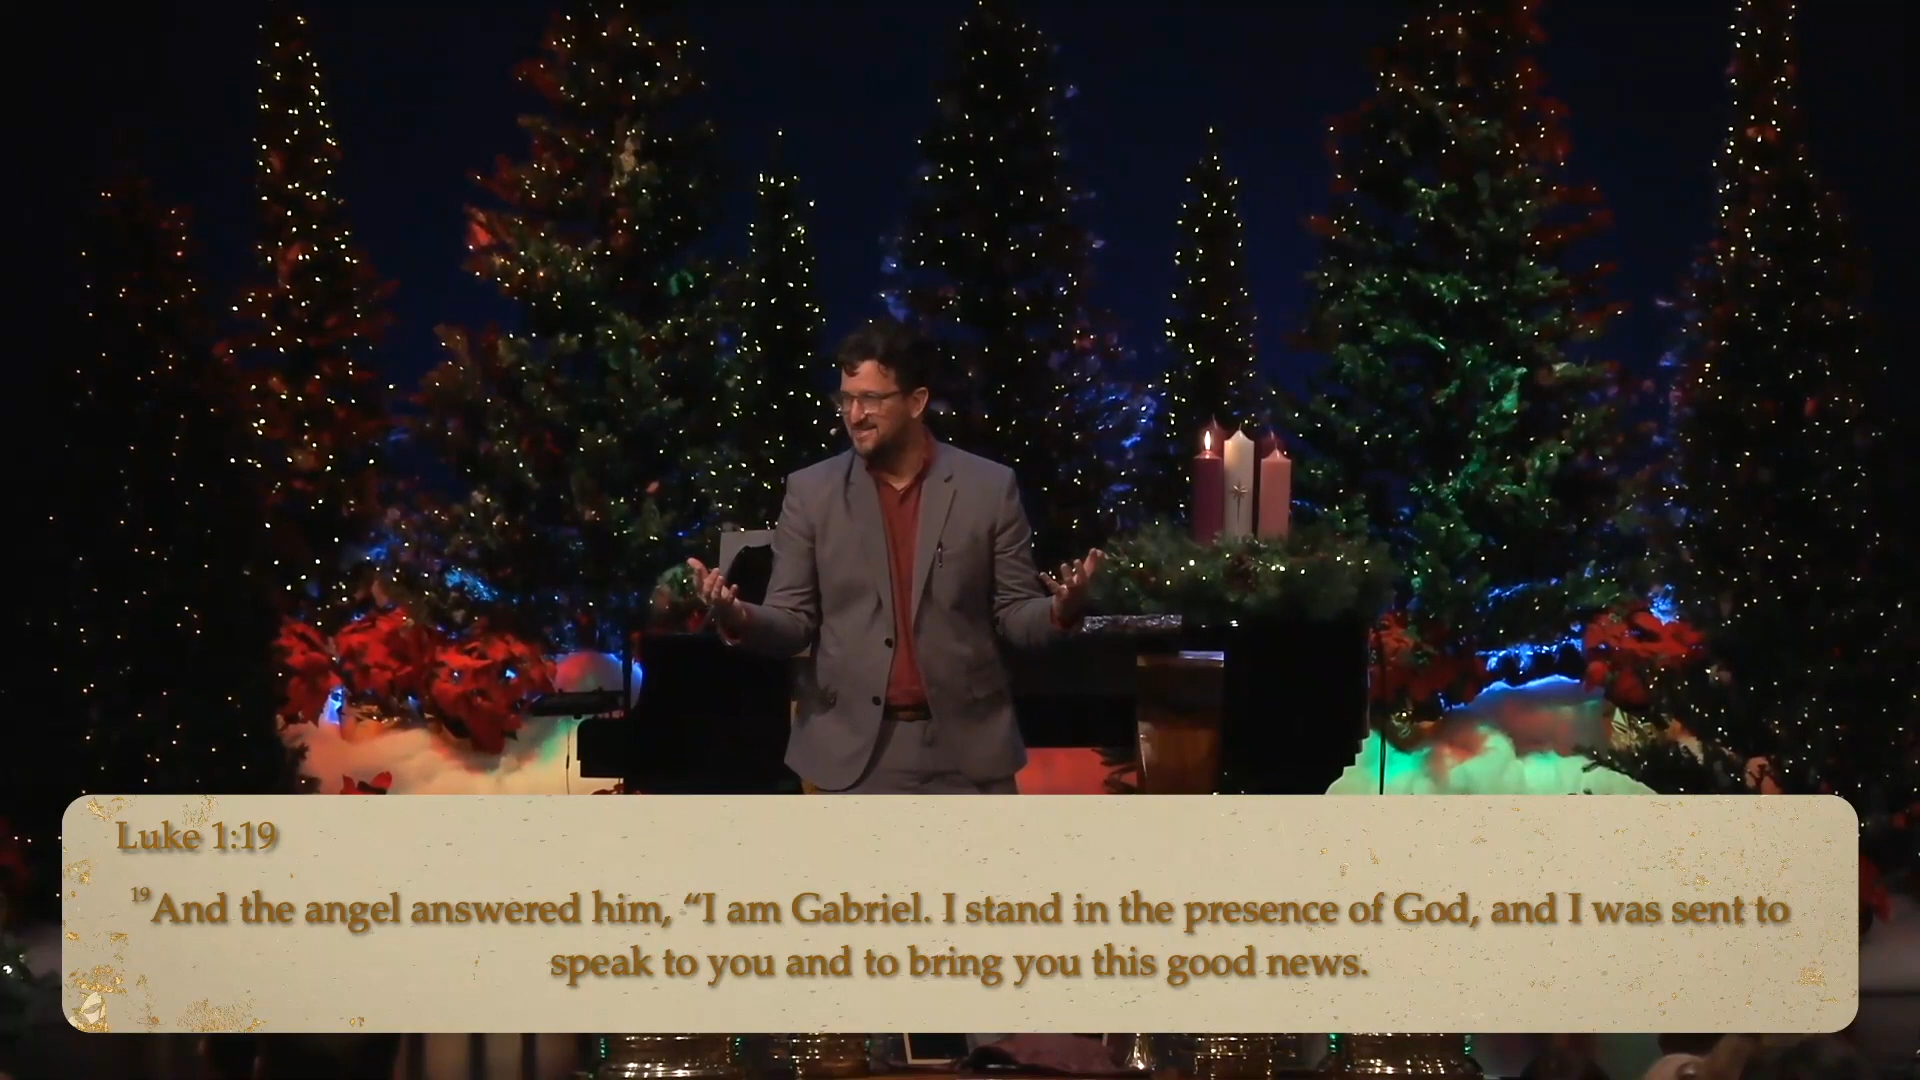 Luke 1:19
19And the angel answered him, “I am Gabriel. I stand in the presence of God, and I was sent to
speak to you and to bring you this good news.